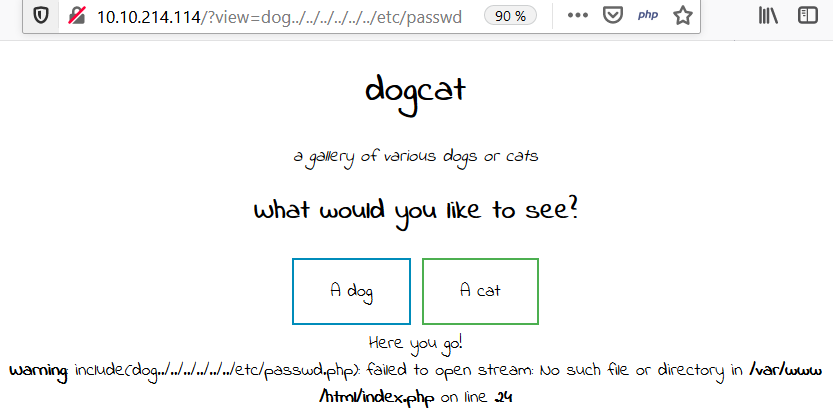 10.10.214.114/?view=dog../../../../../../etc/passwd 90 % php
dogcat
a gallery of various dogs or cats
What would you like to see?
A dog A cat
Here you go!
Warning: include(dog../../../../../../etc/passwd.php): failed to open stream: No such file or directory in /var/www
/html/index.php on line 24